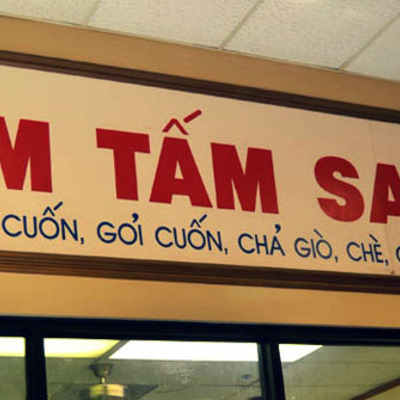 M TẤM SA
CUỐN, GỎI CUỐN, CHẢ GIÒ, CHÈ,